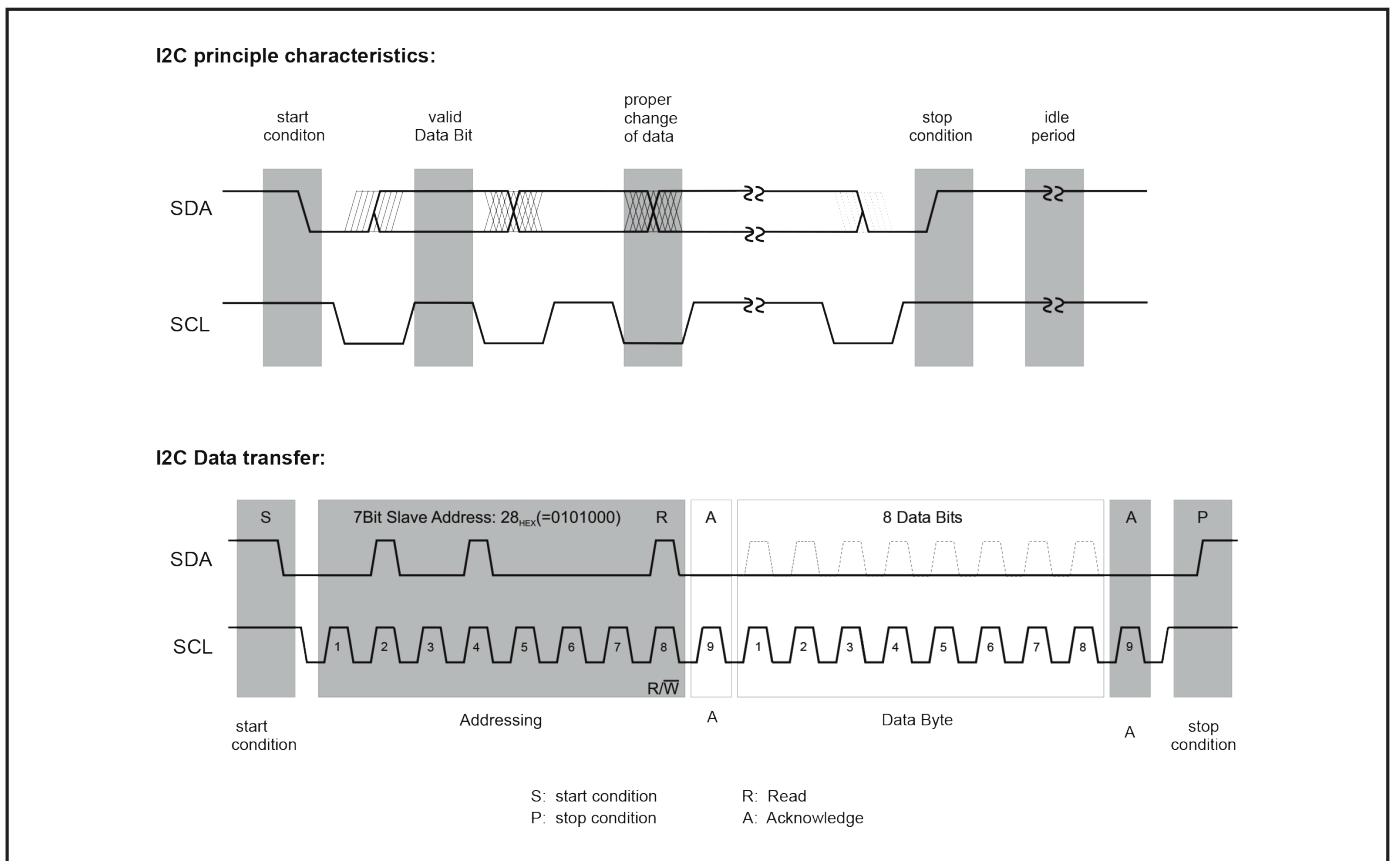 I2C principle characteristics:
start
conditon
valid
Data Bit
proper
change
of data
stop
condition
idle
period
SDA
SCL
I2C Data transfer:
S
7Bit Slave Address: 28HEX(=0101000)
R
A
8 Data Bits
A
P
SDA
SCL
1
2
3
4
5
6
7
8
9
1
2
3
4
5
6
7
8
9
R/W̅
start
condition
Addressing
A
Data Byte
A
stop
condition
S: start condition
R: Read
P: stop condition
A: Acknowledge